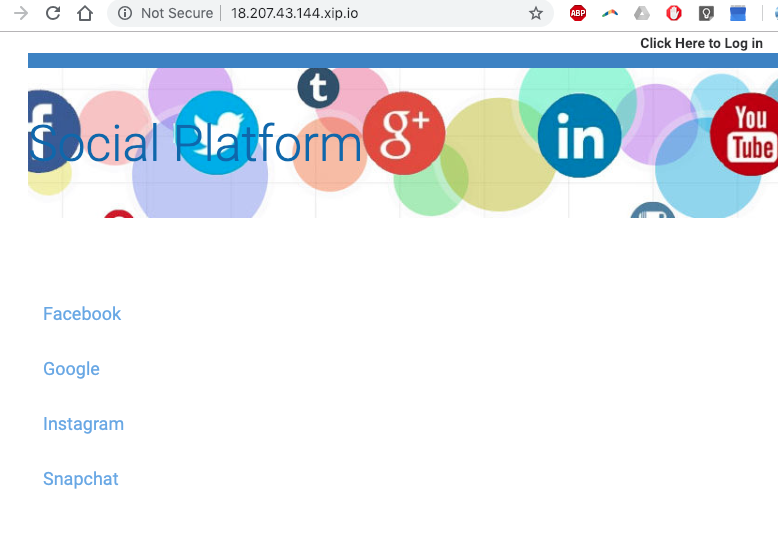 Not Secure 18.207.43.144.xip.io ABP
Click Here to Log in
f t g+ in You
Tube
Social Platform
Facebook
Google
Instagram
Snapchat